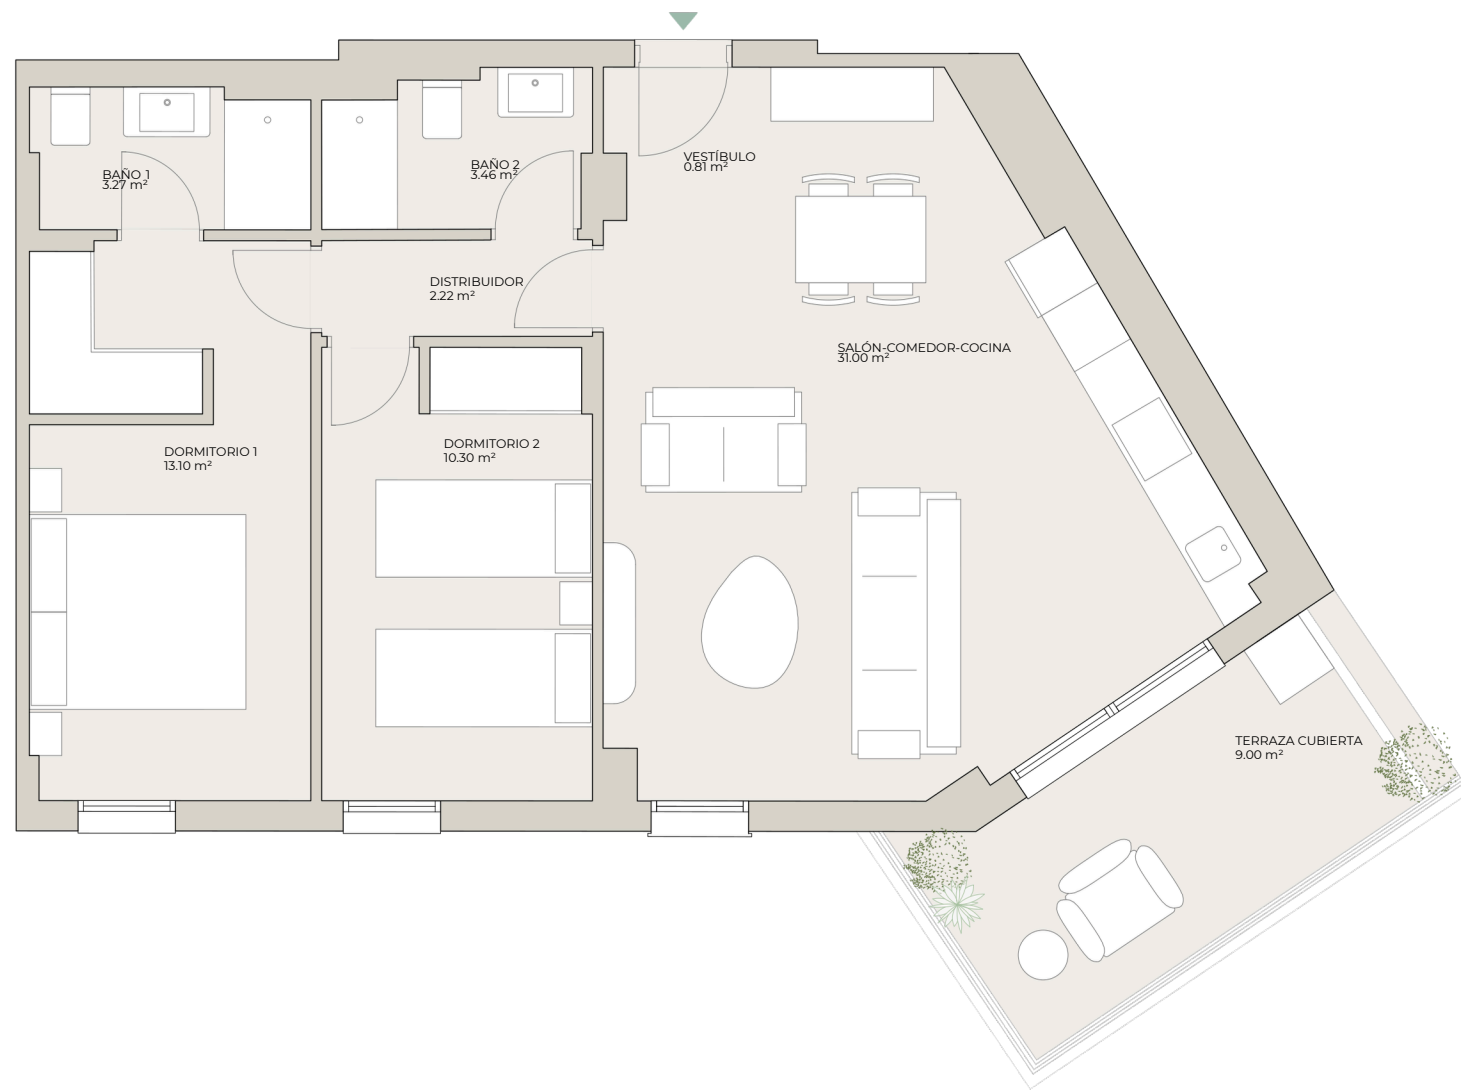 VESTÍBULO
0.81 m²
BAÑO 1
3.27 m²
BAÑO 2
3.46 m²
DISTRIBUIDOR
2.22 m²
SALÓN-COMEDOR-COCINA
31.00 m²
DORMITORIO 1
13.10 m²
DORMITORIO 2
10.30 m²
TERRAZA CUBIERTA
9.00 m²